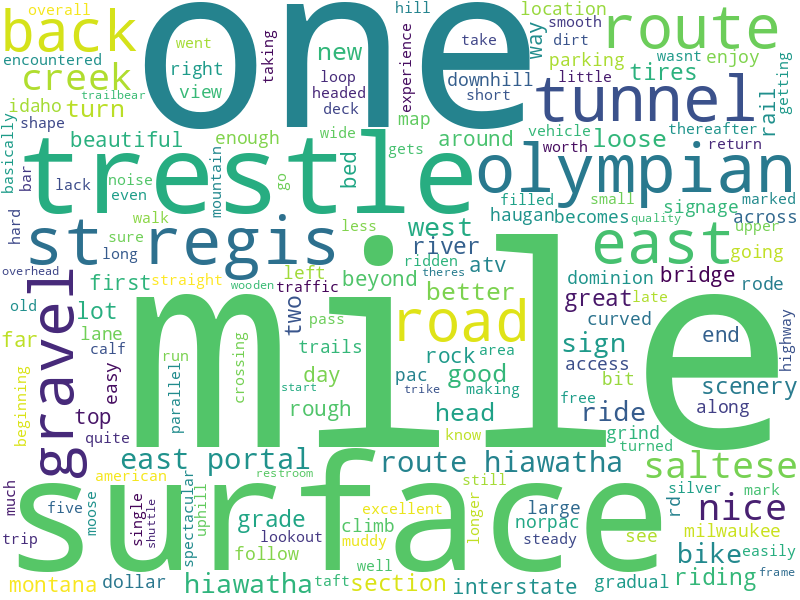 one
back
route
mile
surface
trestle
olympian
tunnel
st regis
east
road
gravel
creek
overall
encountered
trailbear
idaho
turn
shape
went
right
view
taking
new
loop
headed
deck
experience
hill
location
way
smooth
dirt
take
downhill
short
parking
little
tires
wasnt
enjoy
rail
getting
map
basically
beautiful
enough
wide
bed
around
gets
vehicle
worth
loose
thereafter
return
bar
lack
noise
even
mountain
go
filled
small
signage
marked
haugan
becomes
quality
across
upper
hard
walk
sure
long
less
west
river
atv
going
overhead
first
straight
wooden
left
traffic
beyond
ridden
theres
better
dominion
great
bridge
late
rode
old
lot
two
curved
highway
far
lane
calf
easy
run
parallel
crossing
pass
trails
start
day
pac
trike
rock
area
making
good
sign
access
end
bit
scenery
free
beginning
top
quite
rough
head
know
ride
grind
turned
along
east portal
route hiawatha
saltese
much
american
restroom
still
nice
five
moose
single
shuttle
spectacular
uphill
grade
lookout
climb
excellent
muddy
longer
large
norpac
steady
see
rd
silver
mark
milwaukee
trip
follow
well
bike
easily
montana
dollar
hiawatha
taft
section
interstate
gradual
riding
frame